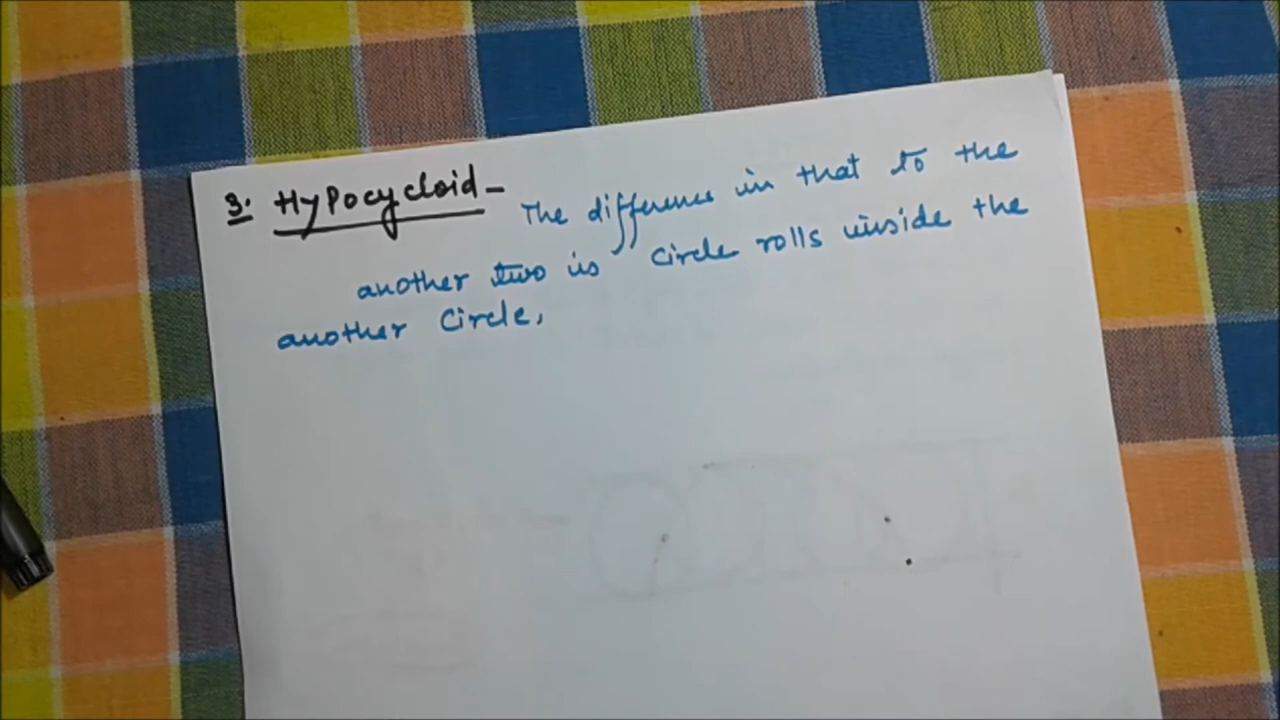 3. HyPocycloid - The difference in that to the
another two is circle rolls inside the
another Circle,